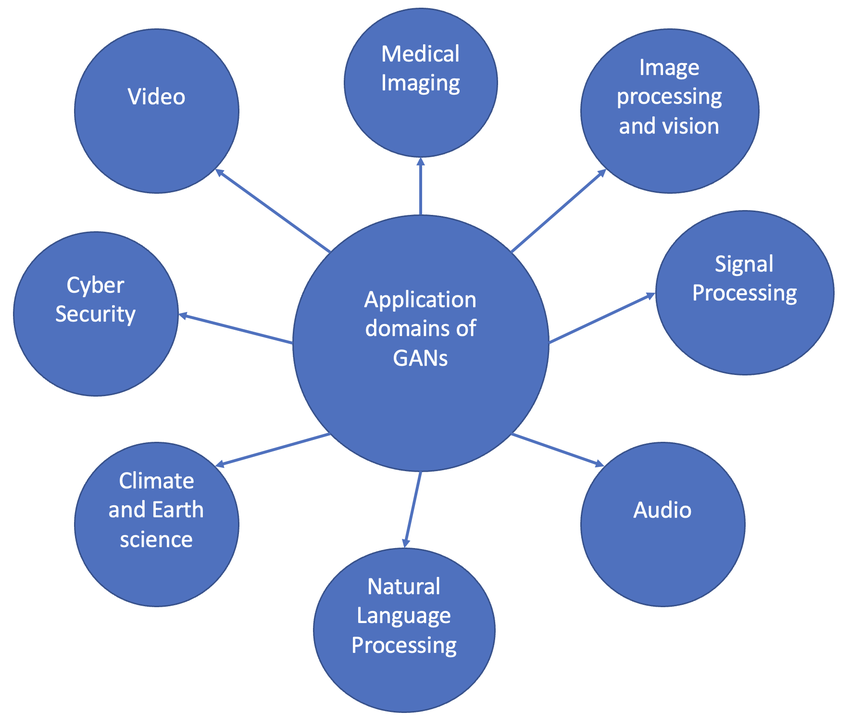 Medical
Imaging
Image
processing
and vision
Signal
Processing
Audio
Natural
Language
Processing
Climate
and Earth
science
Cyber
Security
Video
Application
domains of
GANs